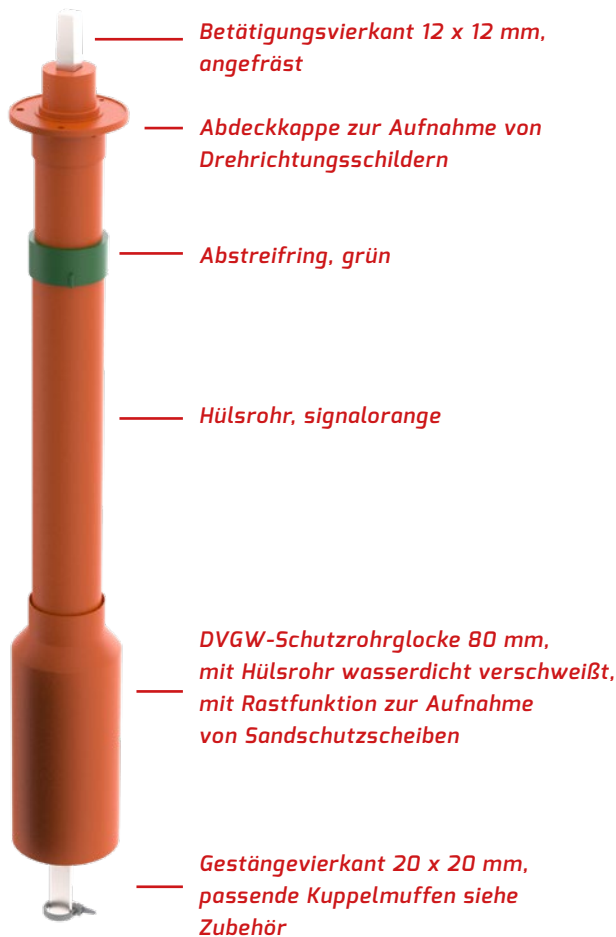 Betätigungsvierkant 12 x 12 mm,
angefräst
Abdeckkappe zur Aufnahme von
Drehrichtungsschildern
Abstreifring, grün
Hülsrohr, signalorange
DVGW-Schutzrohrglocke 80 mm,
mit Hülsrohr wasserdicht verschweißt,
mit Rastfunktion zur Aufnahme
von Sandschutzscheiben
Gestängevierkant 20 x 20 mm,
passende Kuppelmuffen siehe
Zubehör